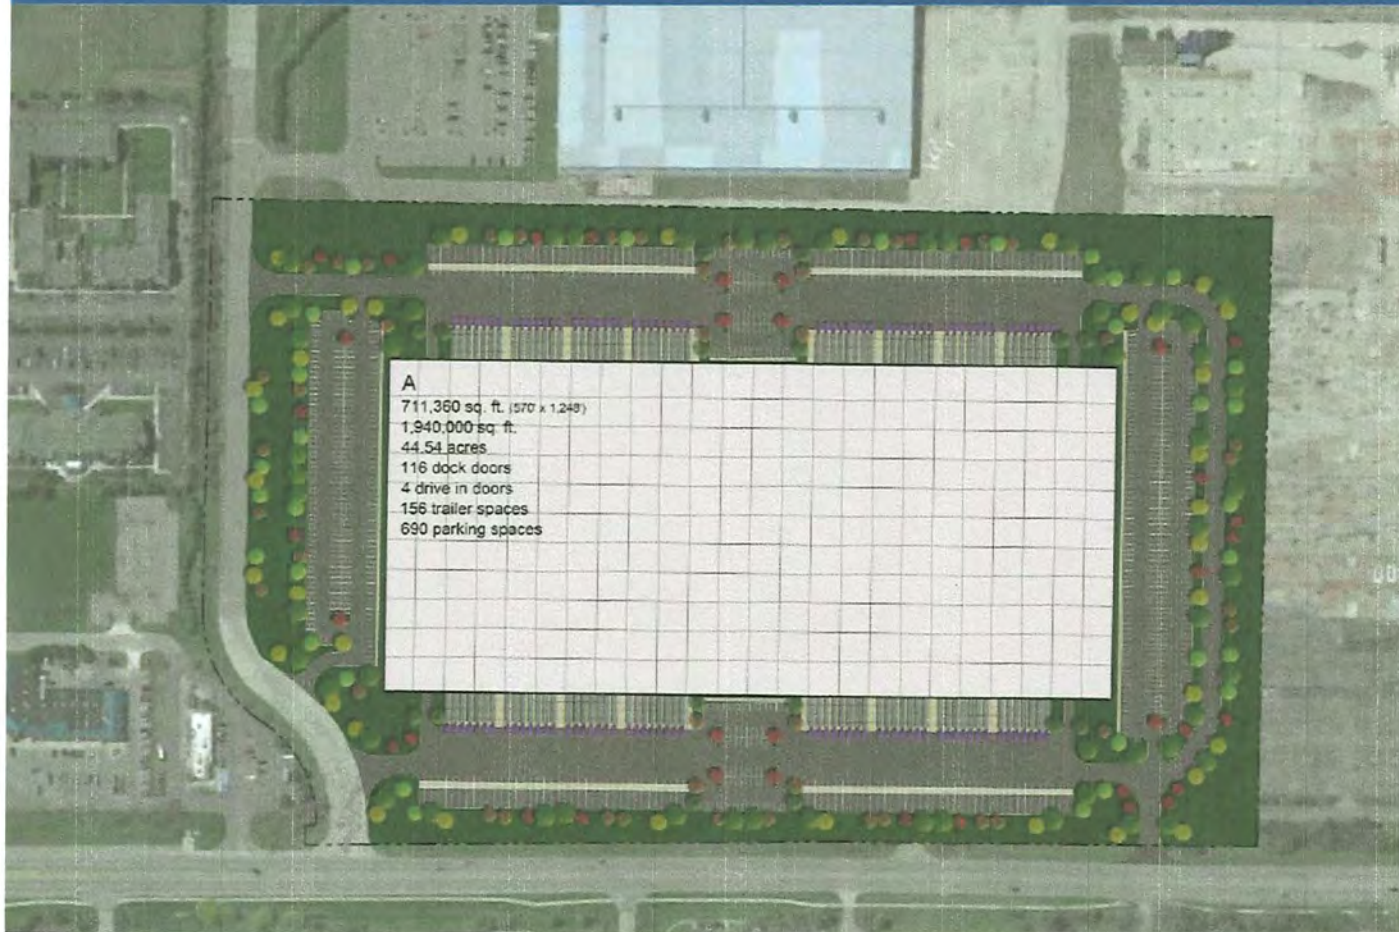 A
711,360 sq. ft. (570' x 1,248')
1,940,000 sq. ft.
44.54 acres
116 dock doors
4 drive in doors
156 trailer spaces
690 parking spaces